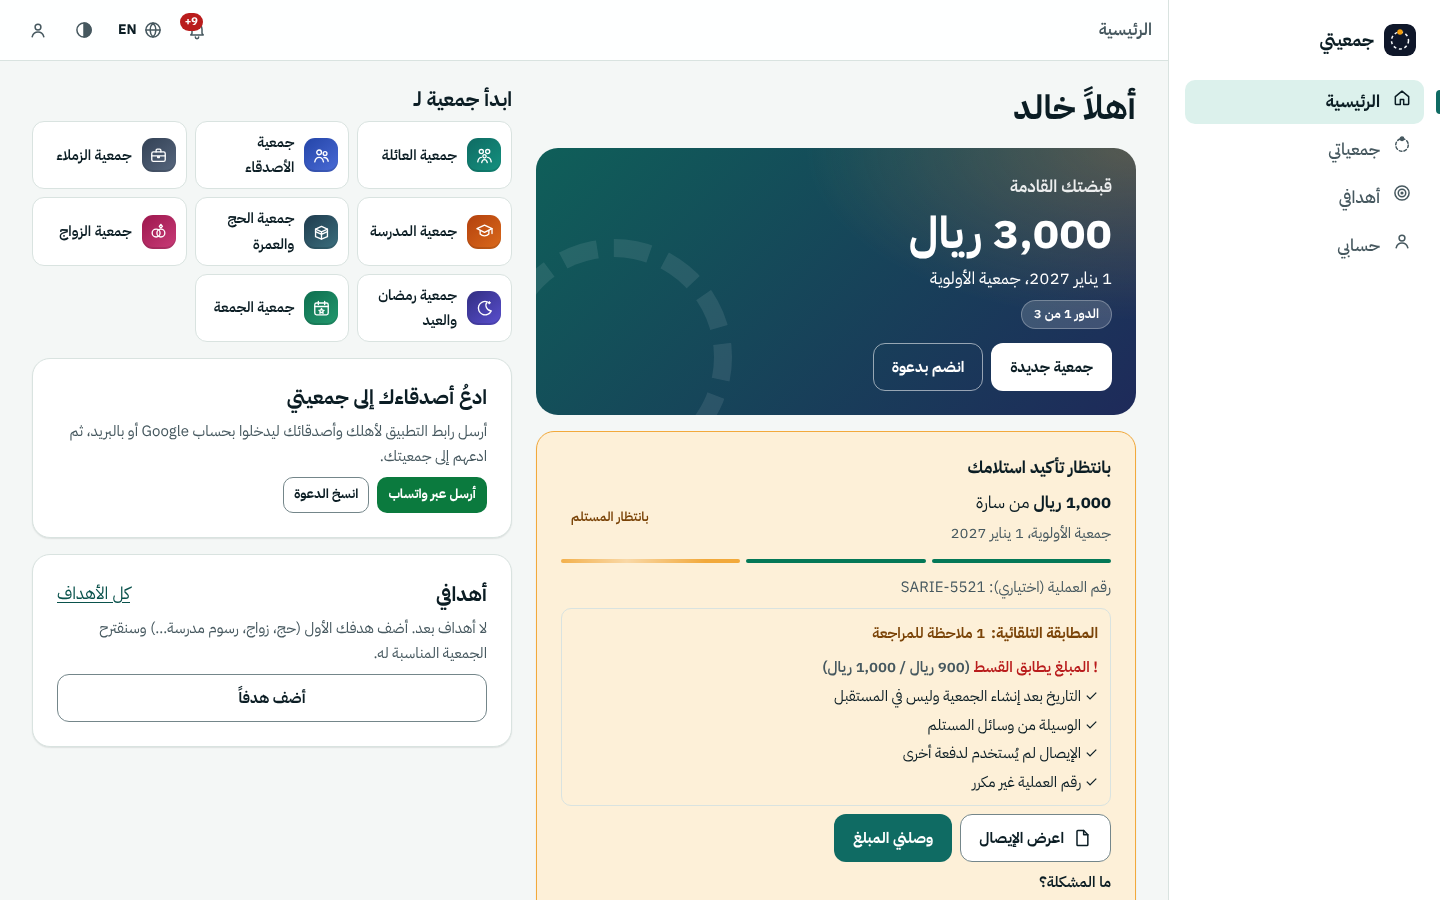 جمعيتي
الرئيسية
جمعياتي
أهدافي
حسابي
الرئيسية
9+
EN
أهلاً خالد
قبضتك القادمة
3,000 ريال
1 يناير 2027، جمعية الأولوية
الدور 1 من 3
جمعية جديدة
انضم بدعوة
بانتظار تأكيد استلامك
1,000 ريال من سارة
بانتظار المستلم
جمعية الأولوية، 1 يناير 2027
رقم العملية (اختياري): SARIE-5521
المطابقة التلقائية: 1 ملاحظة للمراجعة
! المبلغ يطابق القسط (900 ريال / 1,000 ريال)
✓ التاريخ بعد إنشاء الجمعية وليس في المستقبل
✓ الوسيلة من وسائل المستلم
✓ الإيصال لم يُستخدم لدفعة أخرى
✓ رقم العملية غير مكرر
اعرض الإيصال
وصلني المبلغ
ما المشكلة؟
ابدأ جمعية لـ
جمعية العائلة
جمعية الأصدقاء
جمعية الزملاء
جمعية المدرسة
جمعية الحج والعمرة
جمعية الزواج
جمعية رمضان والعيد
جمعية الجمعة
ادعُ أصدقاءك إلى جمعيتي
أرسل رابط التطبيق لأهلك وأصدقائك ليدخلوا بحساب Google أو بالبريد، ثم
ادعهم إلى جمعيتك.
أرسل عبر واتساب
انسخ الدعوة
أهدافي
كل الأهداف
لا أهداف بعد. أضف هدفك الأول (حج، زواج، رسوم مدرسة...) وسنقترح
الجمعية المناسبة له.
أضف هدفاً